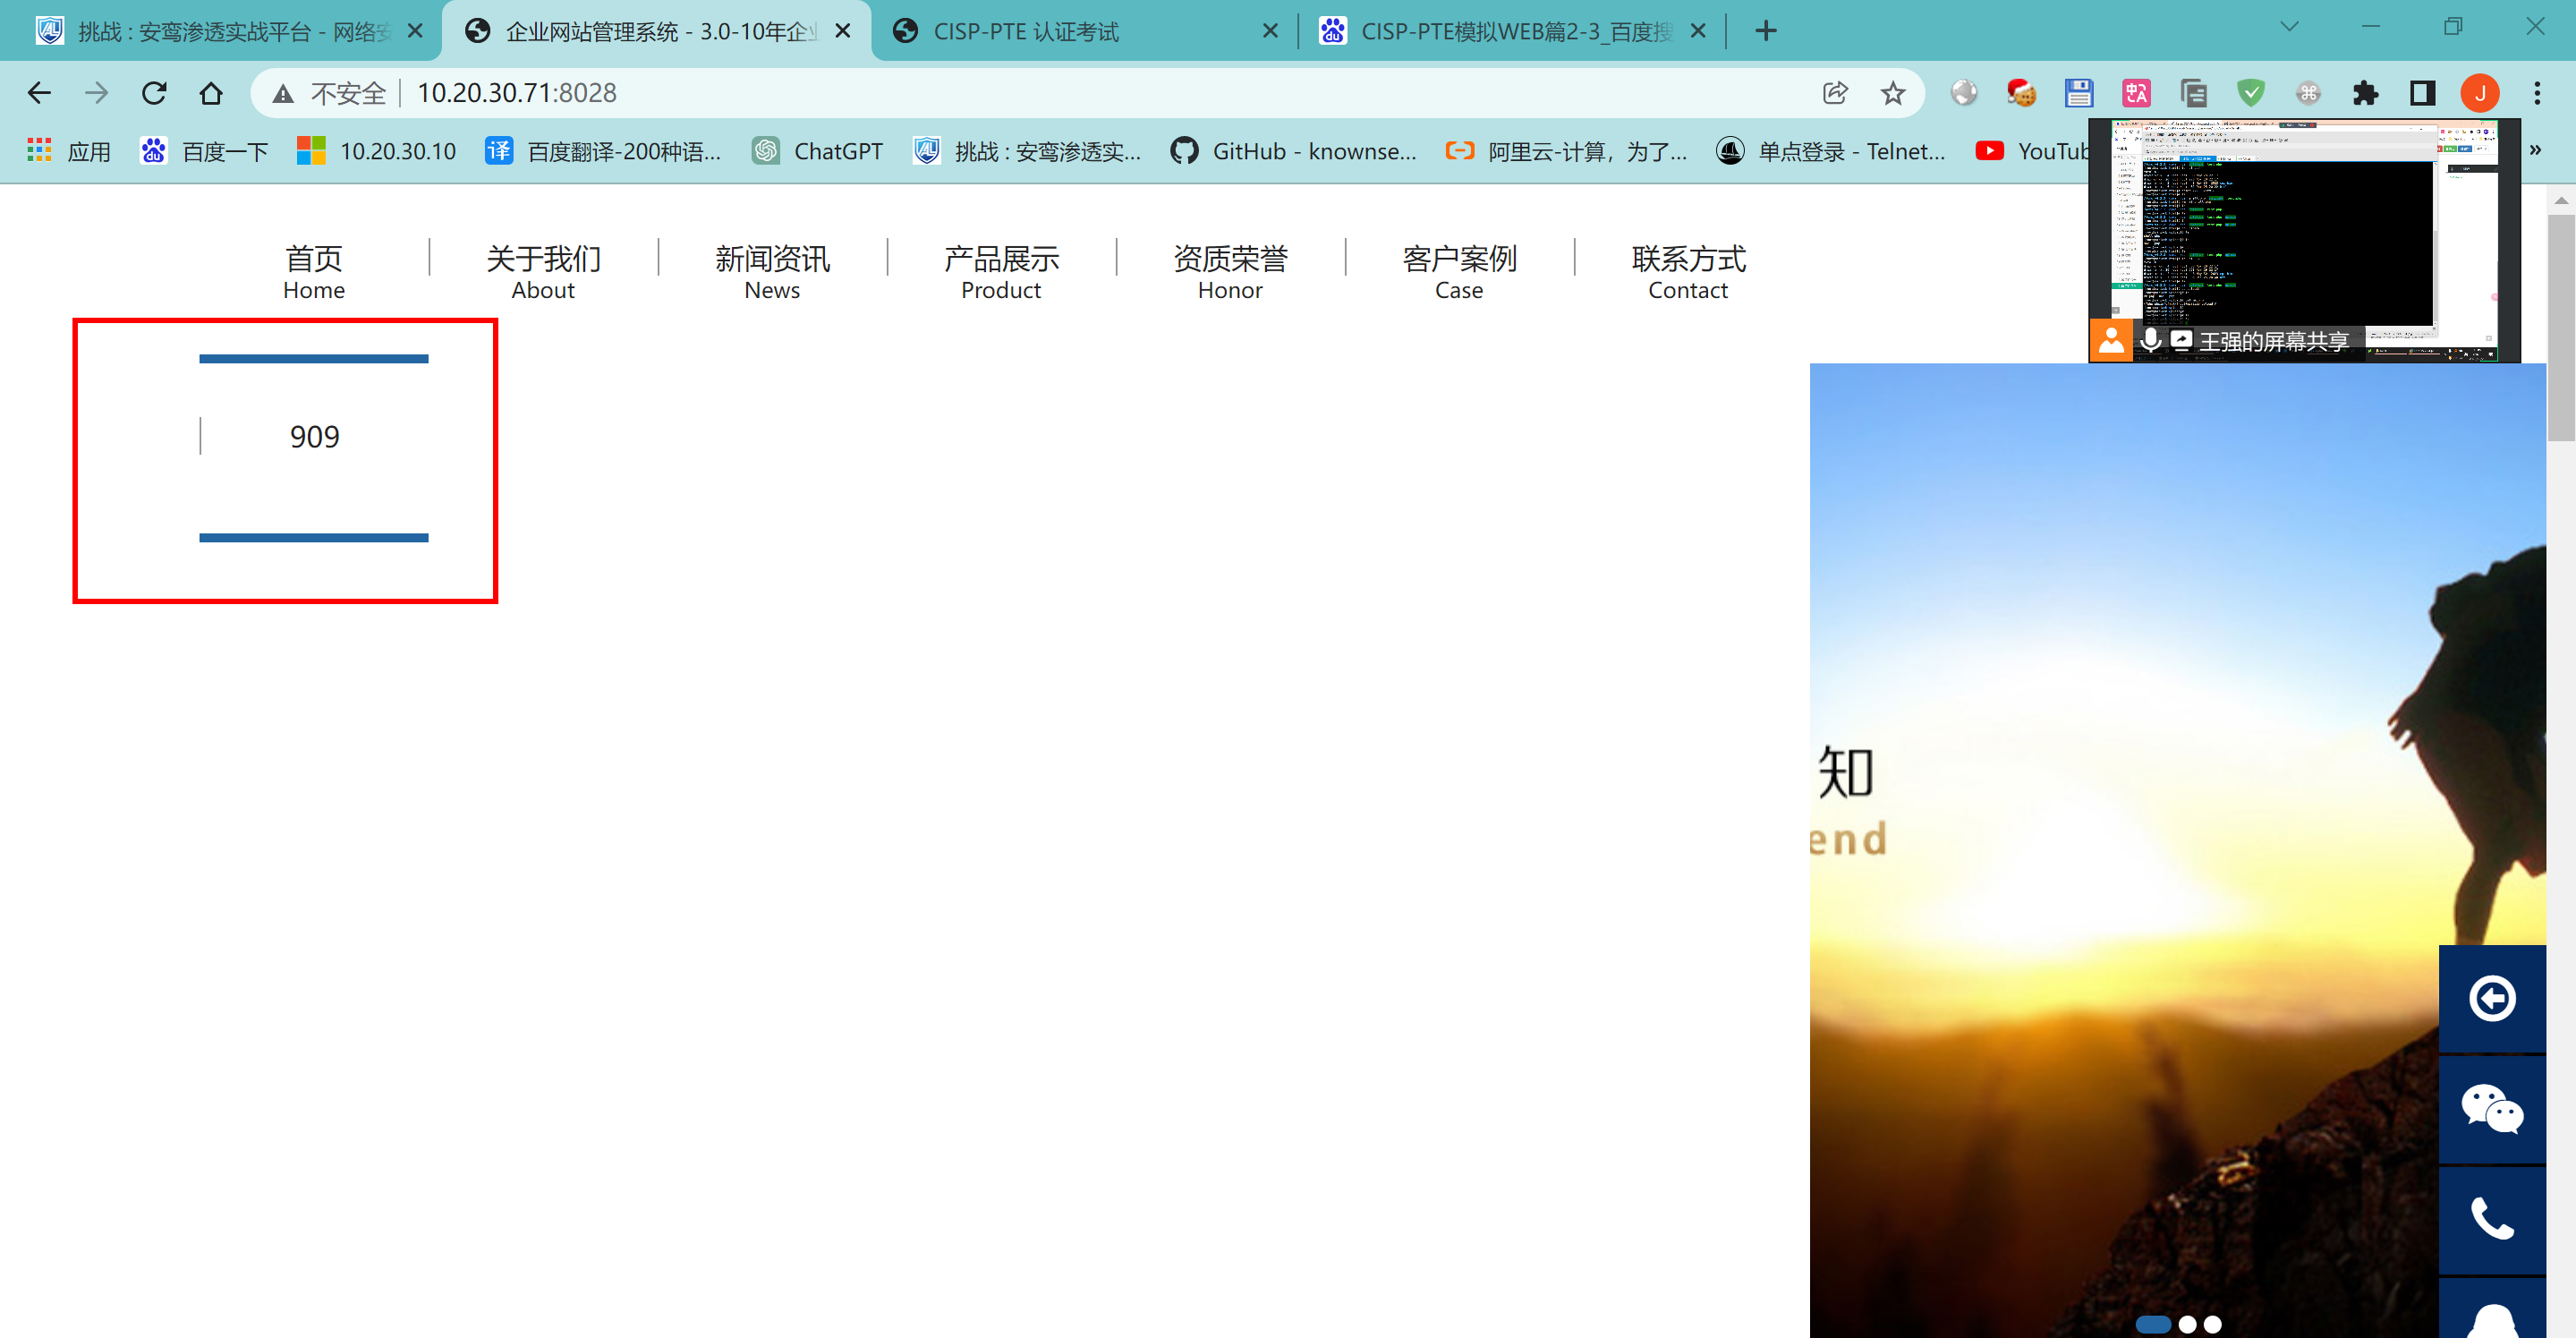 挑战 : 安鸾渗透实战平台 - 网络安
企业网站管理系统 - 3.0-10年企业
CISP-PTE 认证考试
CISP-PTE模拟WEB篇2-3_百度搜
不安全 10.20.30.71:8028
J
应用 百度一下 10.20.30.10 译 百度翻译-200种语... ChatGPT 挑战 : 安鸾渗透实... GitHub - knownse... 阿里云-计算，为了... 单点登录 - Telnet... YouTub »
首页 关于我们 新闻资讯 产品展示 资质荣誉 客户案例 联系方式
Home About News Product Honor Case Contact
王强的屏幕共享
909
知
end